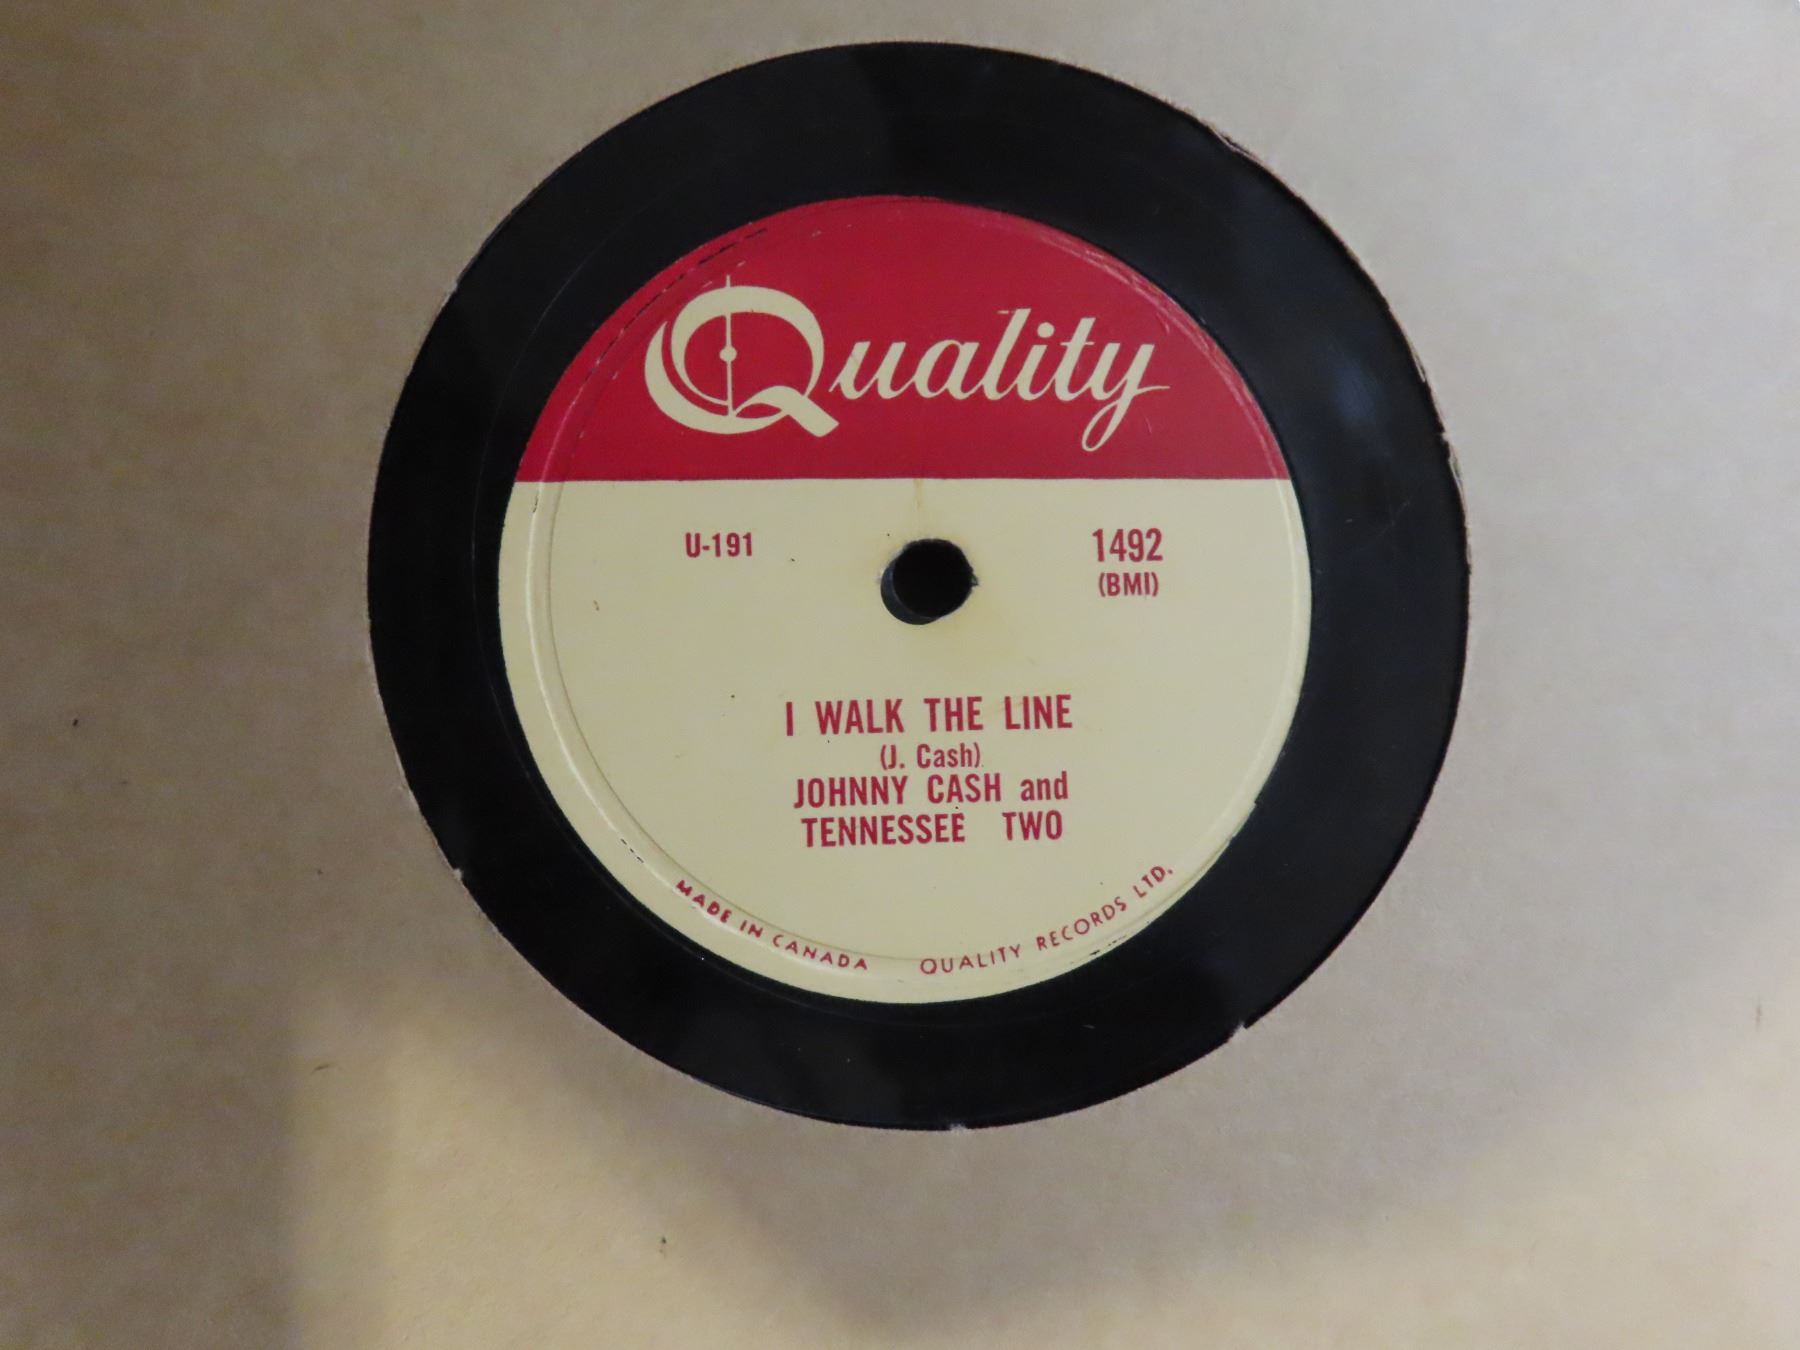 Quality
U-191
1492
(BMI)
I WALK THE LINE
(J. Cash)
JOHNNY CASH and
TENNESSEE TWO
MADE IN CANADA
QUALITY RECORDS LTD.